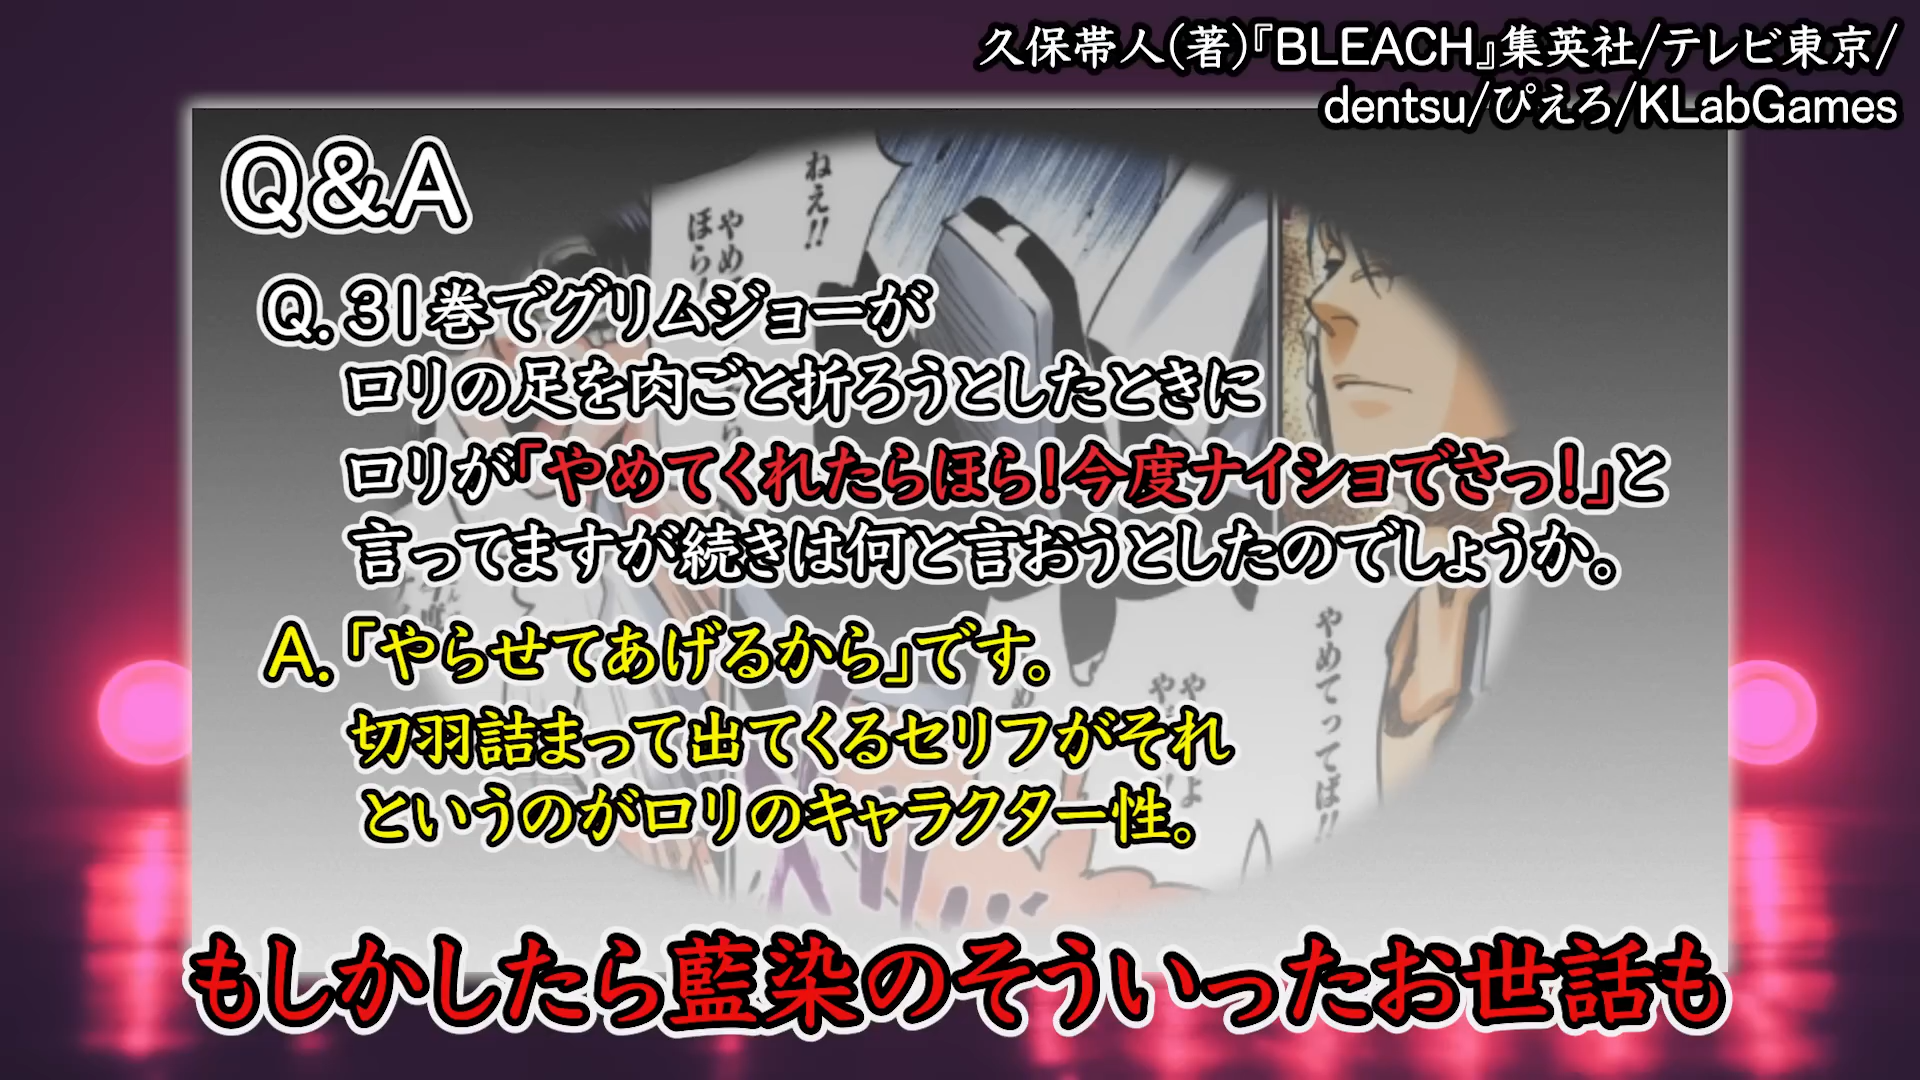 久保帯人(著)『BLEACH』集英社/テレビ東京/
dentsu/ぴえろ/KLabGames
Q&A
Q.31巻でグリムジョーが
ロリの足を肉ごと折ろうとしたときに
ロリが「やめてくれたらほら!今度ナイショでさっ!」と
言ってますが続きは何と言おうとしたのでしょうか。
A.「やらせてあげるから」です。
切羽詰まって出てくるセリフがそれ
というのがロリのキャラクター性。
ねえ!!
やめてってば!!
もしかしたら藍染のそういったお世話も